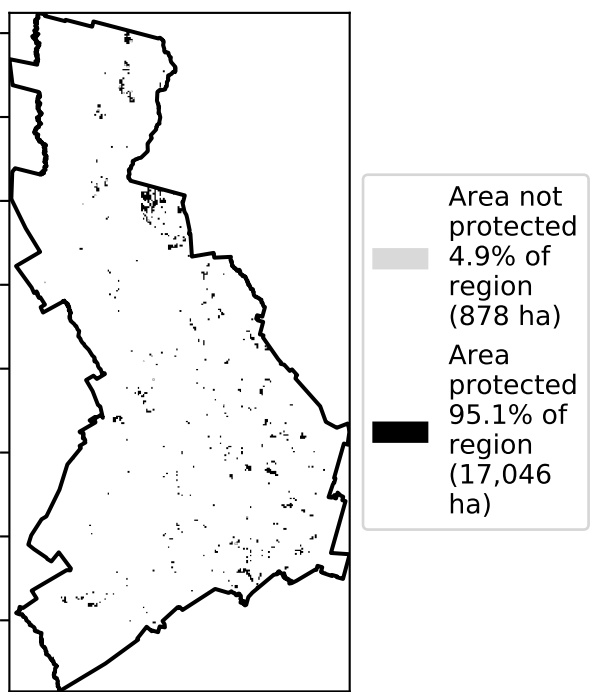 Area not
protected
4.9% of
region
(878 ha)
Area
protected
95.1% of
region
(17,046
ha)